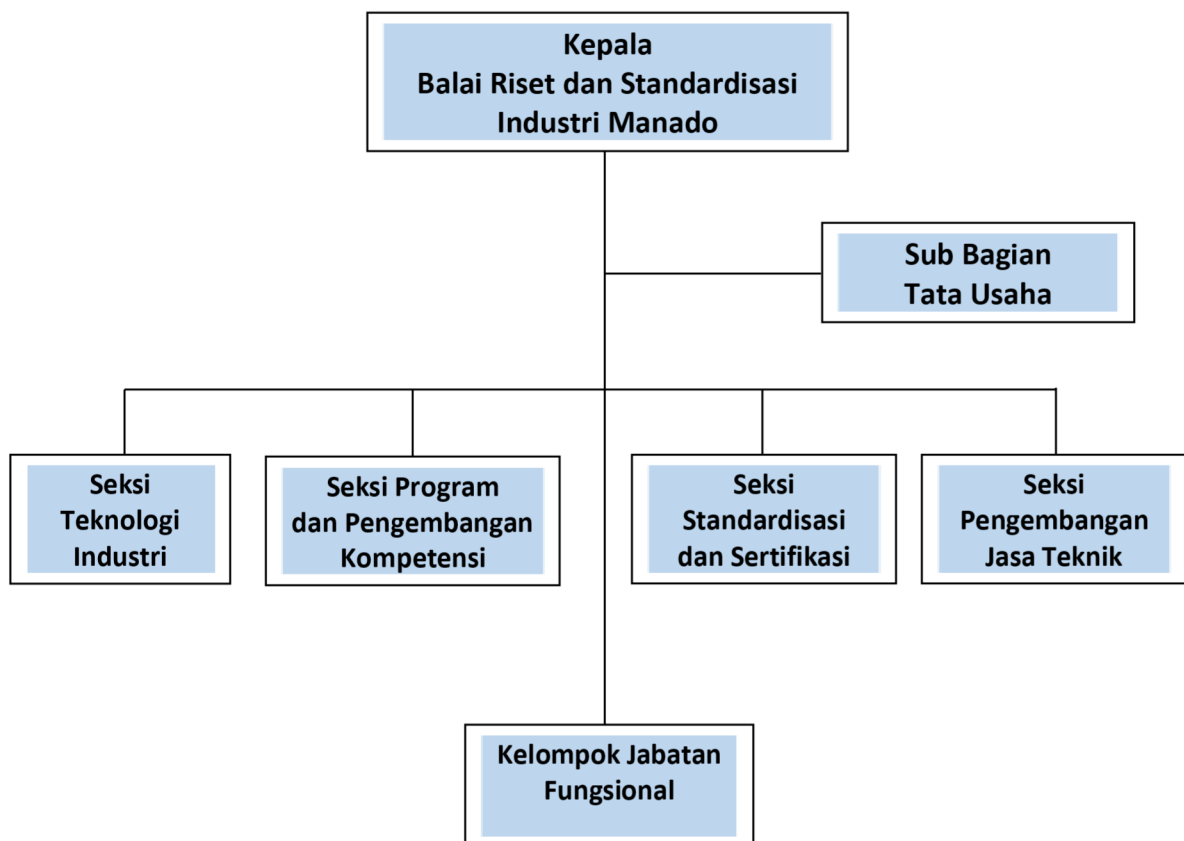 Kepala
Balai Riset dan Standardisasi
Industri Manado
Sub Bagian
Tata Usaha
Seksi
Teknologi
Industri
Seksi Program
dan Pengembangan
Kompetensi
Seksi
Standardisasi
dan Sertifikasi
Seksi
Pengembangan
Jasa Teknik
Kelompok Jabatan
Fungsional